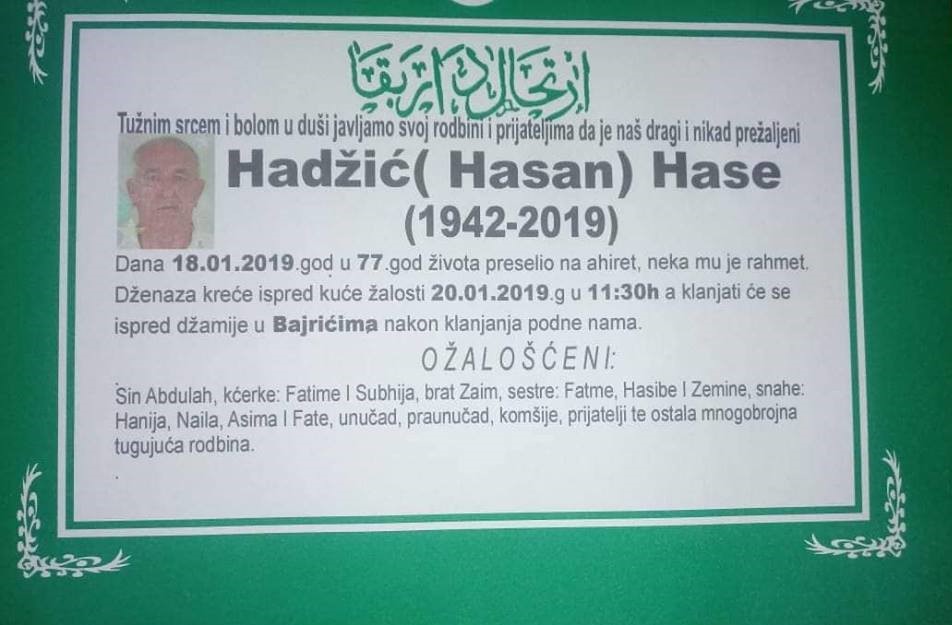 ارتحال دار بقا
Tužnim srcem i bolom u duši javljamo svoj rodbini i prijateljima da je naš dragi i nikad prežaljeni
Hadžić( Hasan) Hase
(1942-2019)
Dana 18.01.2019.god u 77.god života preselio na ahiret, neka mu je rahmet.
Dženaza kreće ispred kuće žalosti 20.01.2019.g u 11:30h a klanjati će se
ispred džamije u Bajrićima nakon klanjanja podne nama.
OŽALOŠĆENI:
Sin Abdulah, kćerke: Fatime I Subhija, brat Zaim, sestre: Fatme, Hasibe I Zemine, snahe:
Hanija, Naila, Asima I Fate, unučad, praunučad, komšije, prijatelji te ostala mnogobrojna
tugujuća rodbina.
.